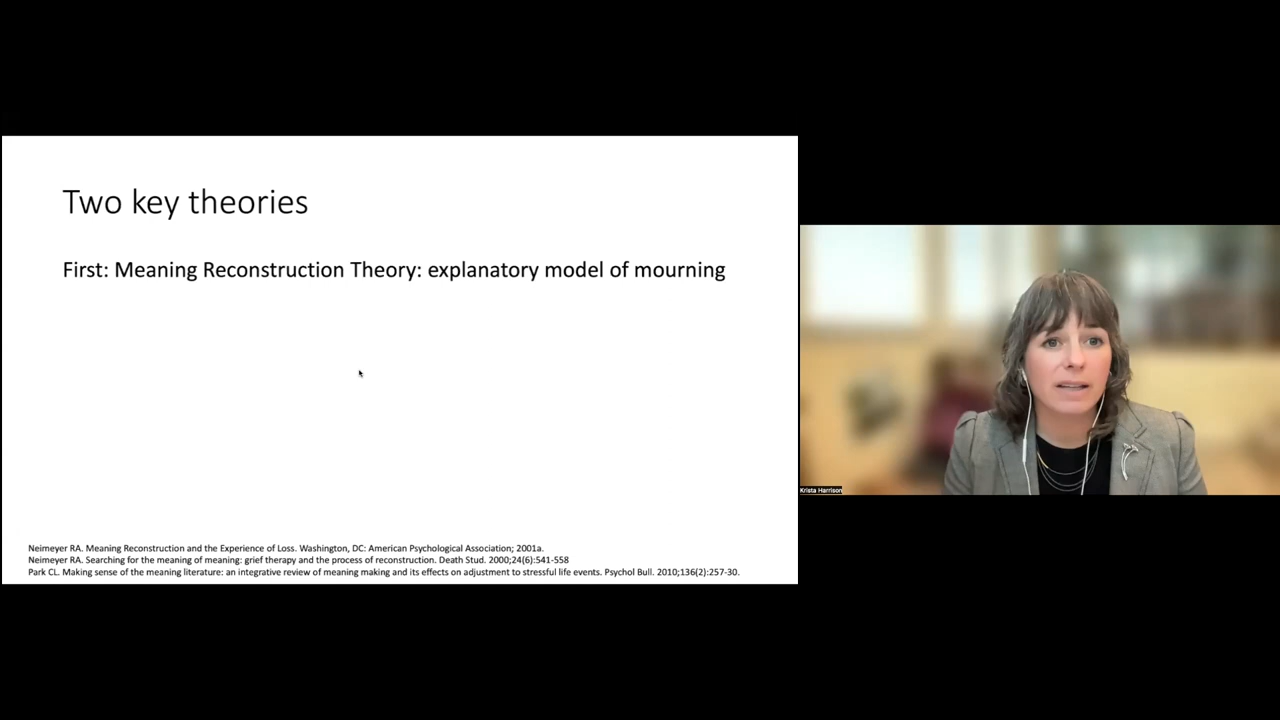 Two key theories
First: Meaning Reconstruction Theory: explanatory model of mourning
Neimeyer RA. Meaning Reconstruction and the Experience of Loss. Washington, DC: American Psychological Association; 2001a.
Neimeyer RA. Searching for the meaning of meaning: grief therapy and the process of reconstruction. Death Stud. 2000;24(6):541-558
Park CL. Making sense of the meaning literature: an integrative review of meaning making and its effects on adjustment to stressful life events. Psychol Bull. 2010;136(2):257-30.
Krista Harrison